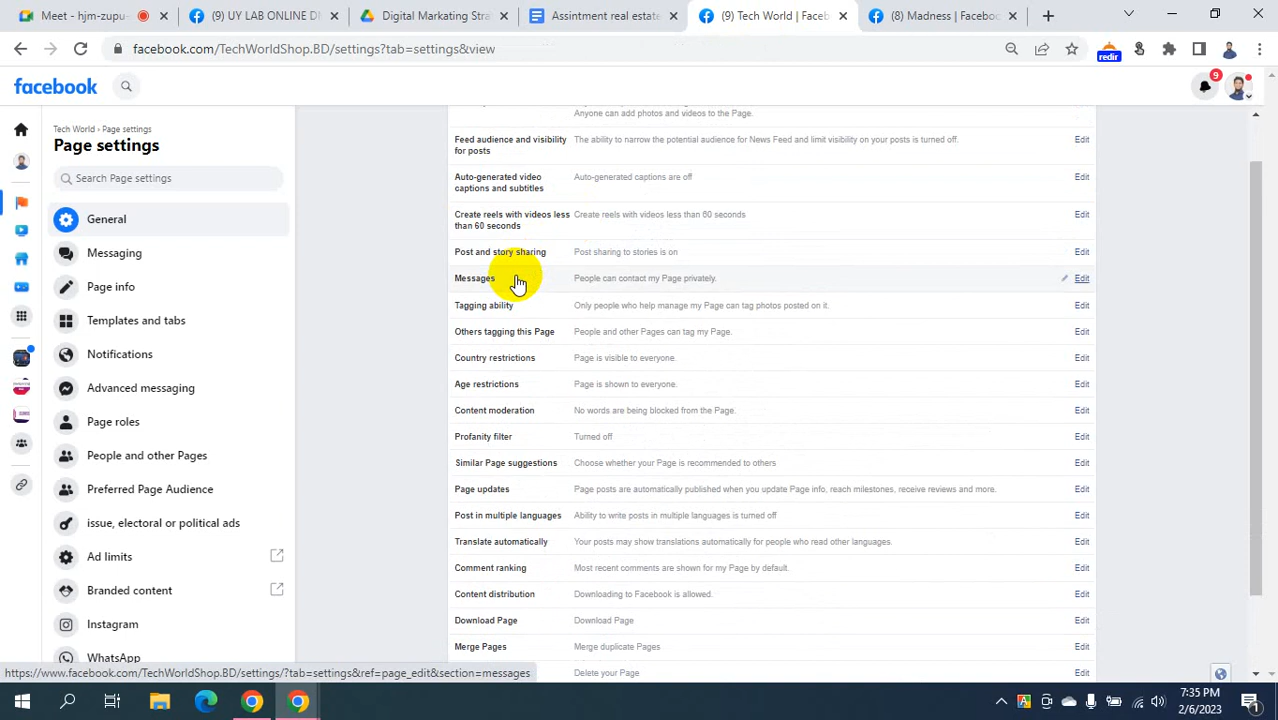 Meet - hjm-zupu-
(9) UY LAB ONLINE D
Digital Marketing Stra
Assintment real estate
(9) Tech World | Faceb
(8) Madness | Faceboo
facebook.com/TechWorldShop.BD/settings?tab=settings&view
redir
facebook
9
Tech World › Page settings
Page settings
Search Page settings
General
Messaging
Page info
Templates and tabs
Notifications
Advanced messaging
Page roles
People and other Pages
Preferred Page Audience
issue, electoral or political ads
Ad limits
Branded content
Instagram
WhatsApp
Anyone can add photos and videos to the Page.
Feed audience and visibility for posts The ability to narrow the potential audience for News Feed and limit visibility on your posts is turned off. Edit
Auto-generated video captions and subtitles Auto-generated captions are off Edit
Create reels with videos less than 60 seconds Create reels with videos less than 60 seconds Edit
Post and story sharing Post sharing to stories is on Edit
Messages People can contact my Page privately. Edit
Tagging ability Only people who help manage my Page can tag photos posted on it. Edit
Others tagging this Page People and other Pages can tag my Page. Edit
Country restrictions Page is visible to everyone. Edit
Age restrictions Page is shown to everyone. Edit
Content moderation No words are being blocked from the Page. Edit
Profanity filter Turned off Edit
Similar Page suggestions Choose whether your Page is recommended to others Edit
Page updates Page posts are automatically published when you update Page info, reach milestones, receive reviews and more. Edit
Post in multiple languages Ability to write posts in multiple languages is turned off Edit
Translate automatically Your posts may show translations automatically for people who read other languages. Edit
Comment ranking Most recent comments are shown for my Page by default. Edit
Content distribution Downloading to Facebook is allowed. Edit
Download Page Download Page Edit
Merge Pages Merge duplicate Pages Edit
Delete your Page Edit
https://www.facebook.com/TechWorldShop.BD/settings/?tab=settings&ref=page_edit&section=messages
7:35 PM
2/6/2023
1